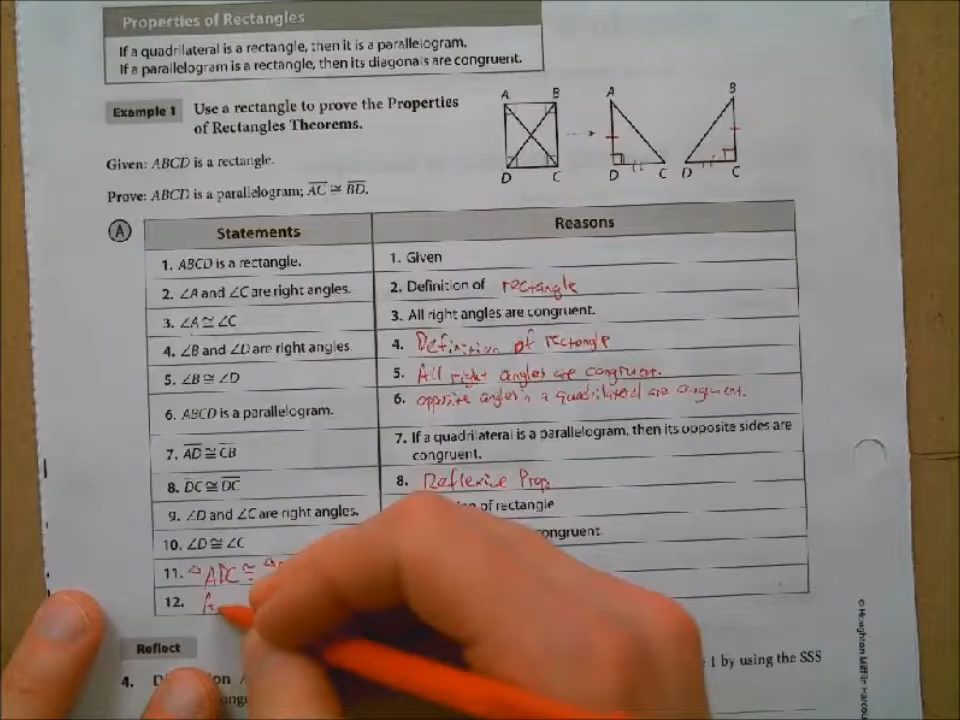 Properties of Rectangles
If a quadrilateral is a rectangle, then it is a parallelogram.
If a parallelogram is a rectangle, then its diagonals are congruent.
Example 1 Use a rectangle to prove the Properties
of Rectangles Theorems.
A B A B
D C D C D C
Given: ABCD is a rectangle.
Prove: ABCD is a parallelogram; AC ≅ BD.
A
Statements Reasons
1. ABCD is a rectangle. 1. Given
2. ∠A and ∠C are right angles. 2. Definition of rectangle
3. ∠A ≅ ∠C 3. All right angles are congruent.
4. ∠B and ∠D are right angles. 4. Definition of rectangle
5. ∠B ≅ ∠D 5. All right angles are congruent.
6. ABCD is a parallelogram. 6. opposite angles in a quadrilateral are congruent.
7. AD ≅ CB 7. If a quadrilateral is a parallelogram, then its opposite sides are
congruent.
8. DC ≅ DC 8. Reflexive Prop.
9. ∠D and ∠C are right angles. of rectangle
10. ∠D ≅ ∠C congruent.
11. △ADC ≅ △
12. A
Reflect
4. 1 by using the SSS
© Houghton Mifflin Harcou